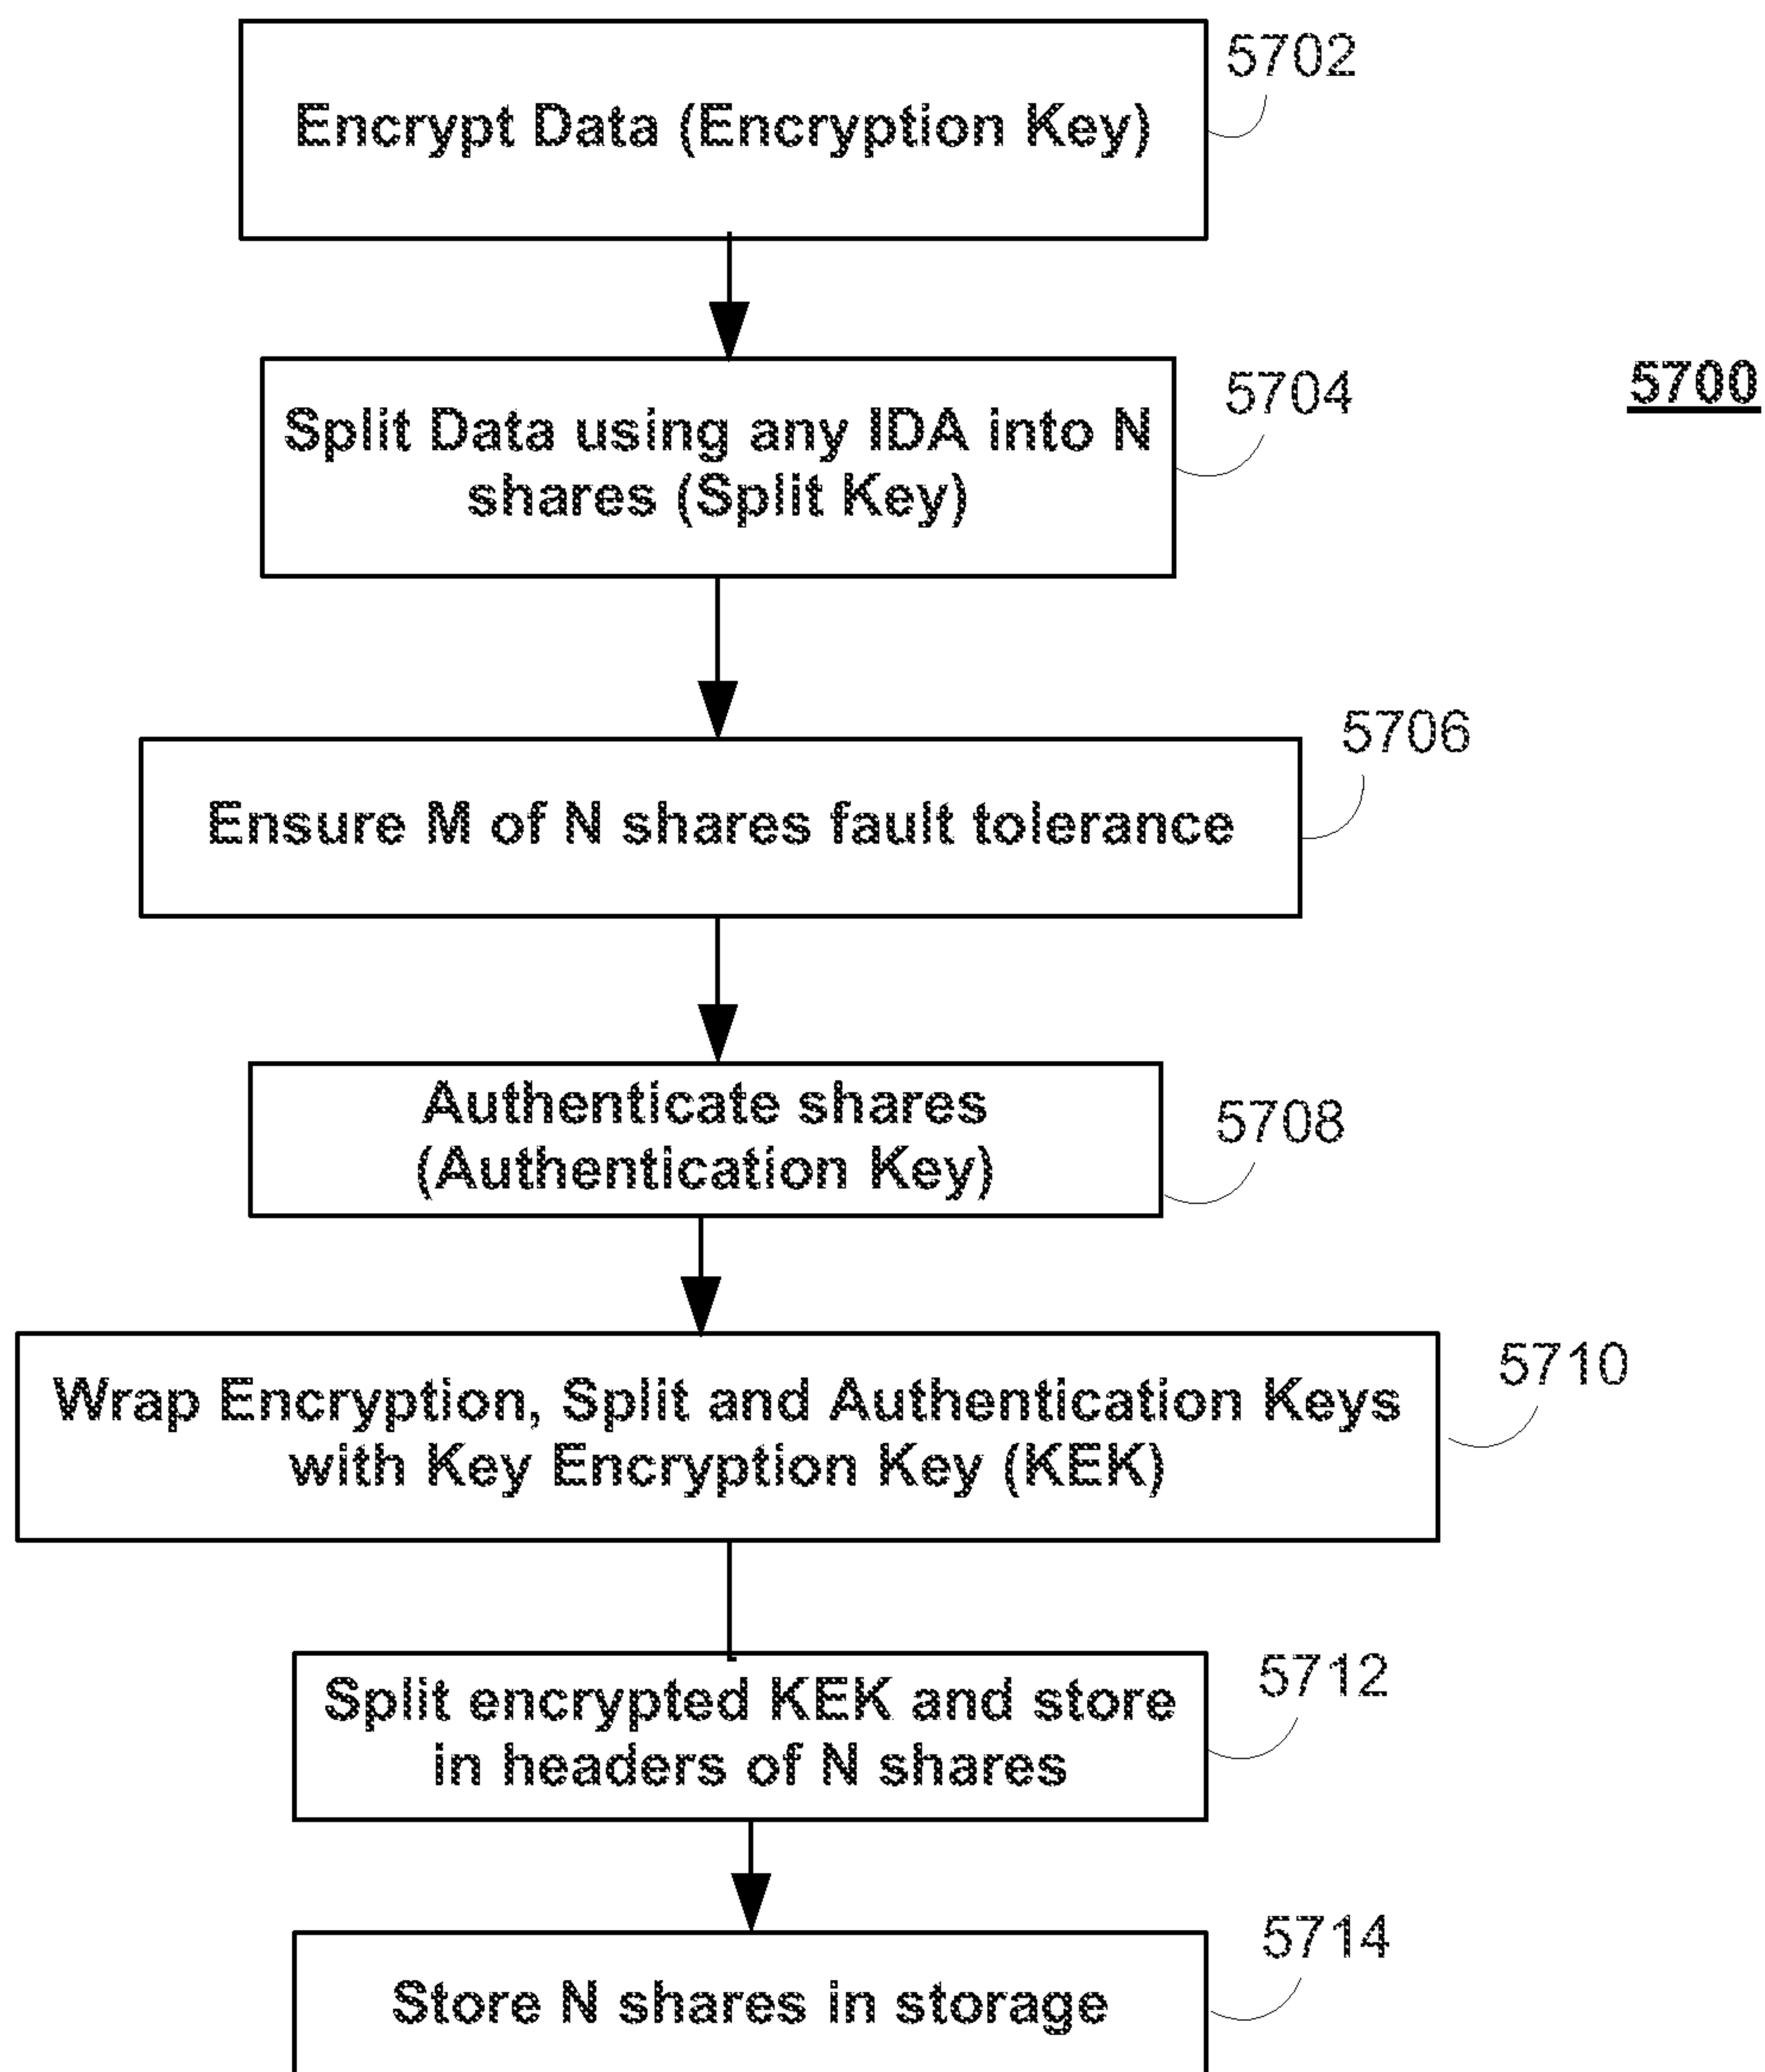 5702
Encrypt Data (Encryption Key)
5704
5700
Split Data using any IDA into N
shares (Split Key)
5706
Ensure M of N shares fault tolerance
Authenticate shares
5708
(Authentication Key)
5710
Wrap Encryption, Split and Authentication Keys
with Key Encryption Key (KEK)
5712
Split encrypted KEK and store
in headers of N shares
5714
Store N shares in storage